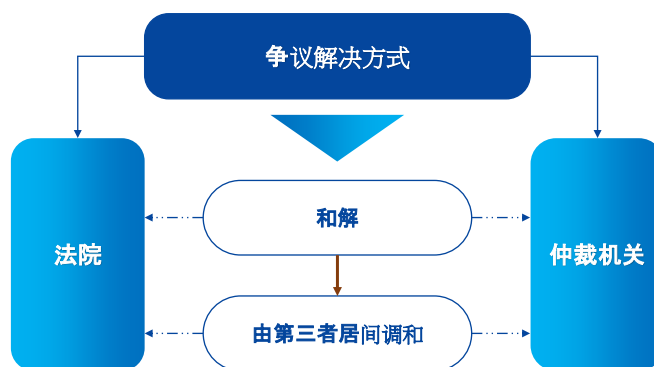 争议解决方式
和解
法院
仲裁机关
由第三者居间调和